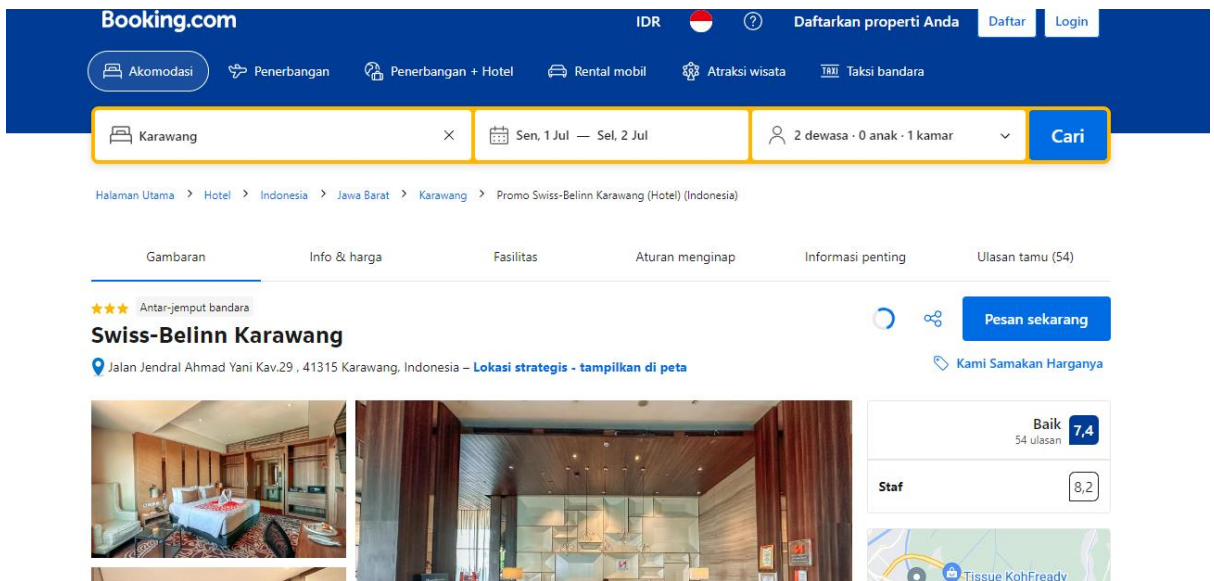 Booking.com
IDR
Daftarkan properti Anda
Daftar
Login
Akomodasi
Penerbangan
Penerbangan + Hotel
Rental mobil
Atraksi wisata
TAXI Taksi bandara
Karawang
Sen, 1 Jul — Sel, 2 Jul
2 dewasa · 0 anak · 1 kamar
Cari
Halaman Utama > Hotel > Indonesia > Jawa Barat > Karawang > Promo Swiss-Belinn Karawang (Hotel) (Indonesia)
Gambaran
Info & harga
Fasilitas
Aturan menginap
Informasi penting
Ulasan tamu (54)
Antar-jemput bandara
Swiss-Belinn Karawang
Pesan sekarang
Jalan Jendral Ahmad Yani Kav.29 , 41315 Karawang, Indonesia – Lokasi strategis - tampilkan di peta
Kami Samakan Harganya
Baik 7,4
54 ulasan
Staf 8,2
Tissue KohFready